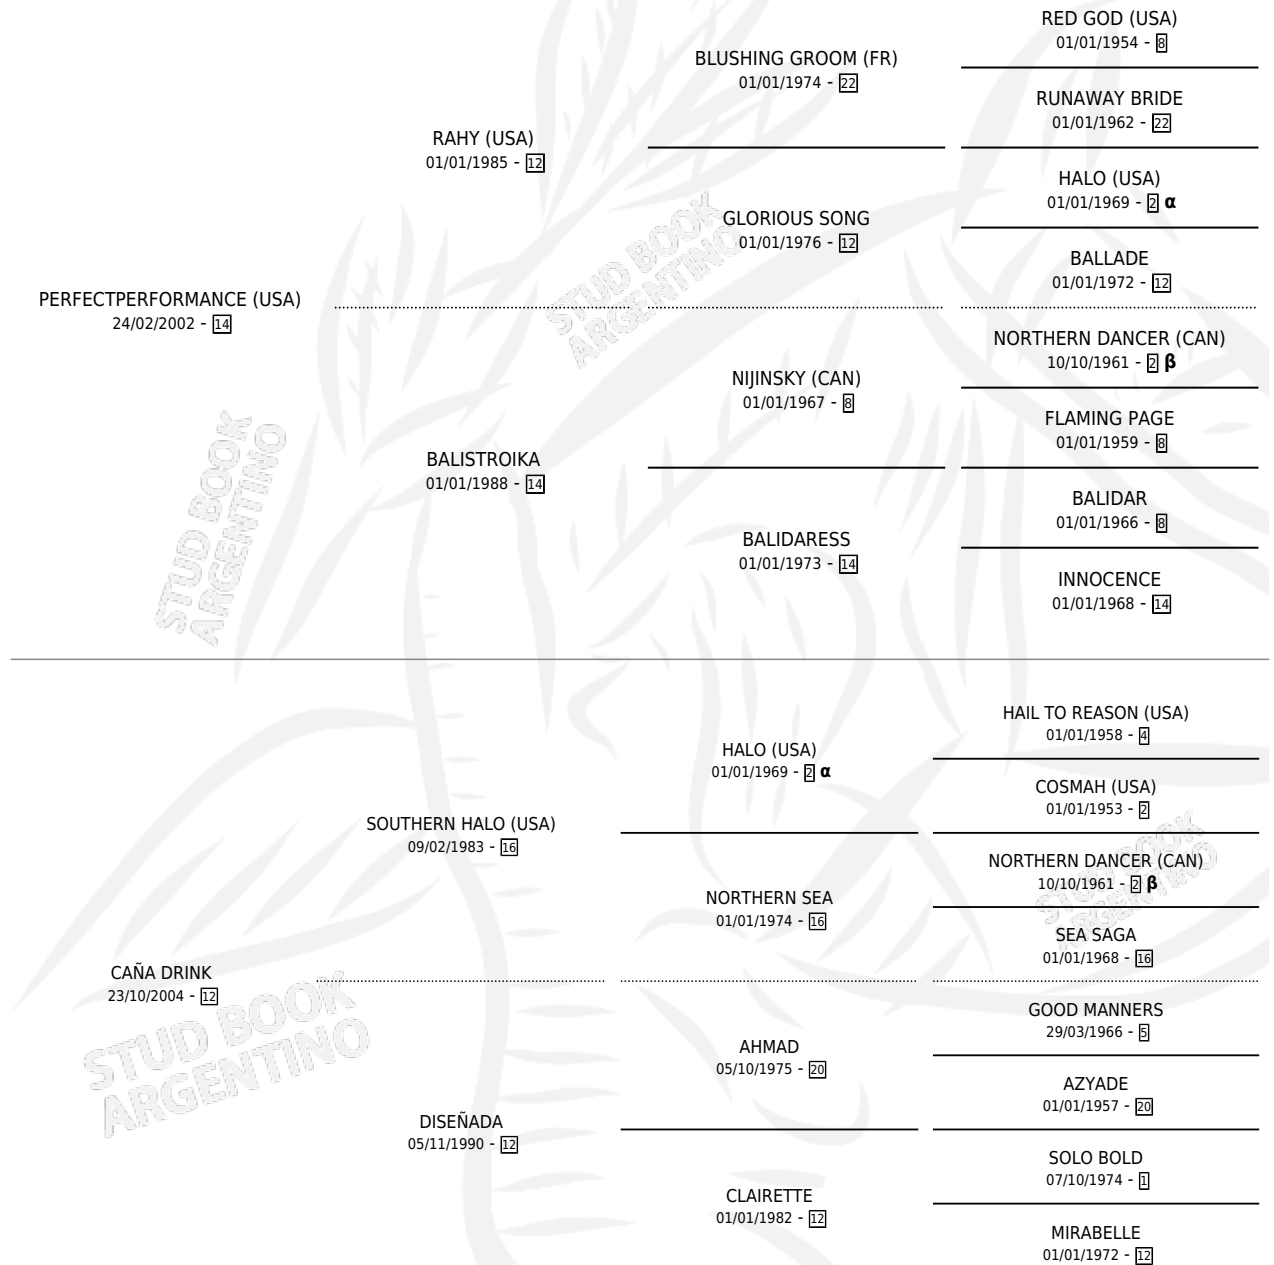 RED GOD (USA)
01/01/1954 - 8
BLUSHING GROOM (FR)
01/01/1974 - 22
RUNAWAY BRIDE
01/01/1962 - 22
RAHY (USA)
01/01/1985 - 12
HALO (USA)
01/01/1969 - 2 α
GLORIOUS SONG
01/01/1976 - 12
BALLADE
01/01/1972 - 12
PERFECTPERFORMANCE (USA)
24/02/2002 - 14
NORTHERN DANCER (CAN)
10/10/1961 - 2 β
NIJINSKY (CAN)
01/01/1967 - 8
FLAMING PAGE
01/01/1959 - 8
BALISTROIKA
01/01/1988 - 14
BALIDAR
01/01/1966 - 8
BALIDARESS
01/01/1973 - 14
INNOCENCE
01/01/1968 - 14
HAIL TO REASON (USA)
01/01/1958 - 4
HALO (USA)
01/01/1969 - 2 α
COSMAH (USA)
01/01/1953 - 2
SOUTHERN HALO (USA)
09/02/1983 - 16
NORTHERN DANCER (CAN)
10/10/1961 - 2 β
NORTHERN SEA
01/01/1974 - 16
SEA SAGA
01/01/1968 - 16
CAÑA DRINK
23/10/2004 - 12
GOOD MANNERS
29/03/1966 - 5
AHMAD
05/10/1975 - 20
AZYADE
01/01/1957 - 20
DISEÑADA
05/11/1990 - 12
SOLO BOLD
07/10/1974 - 1
CLAIRETTE
01/01/1982 - 12
MIRABELLE
01/01/1972 - 12
STUD BOOK
ARGENTINO
STUD BOOK
ARGENTINO
STUD BOOK
ARGENTINO
STUD BOOK
ARGENTINO